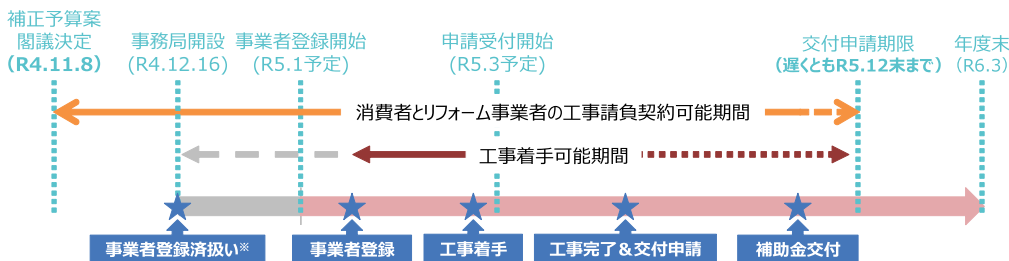 補正予算案
閣議決定
（R4.11.8）
事務局開設
(R4.12.16)
事業者登録開始
(R5.1予定)
申請受付開始
(R5.3予定)
交付申請期限
（遅くともR5.12末まで）
年度末
（R6.3）
消費者とリフォーム事業者の工事請負契約可能期間
工事着手可能期間
事業者登録済扱い※
事業者登録
工事着手
工事完了＆交付申請
補助金交付